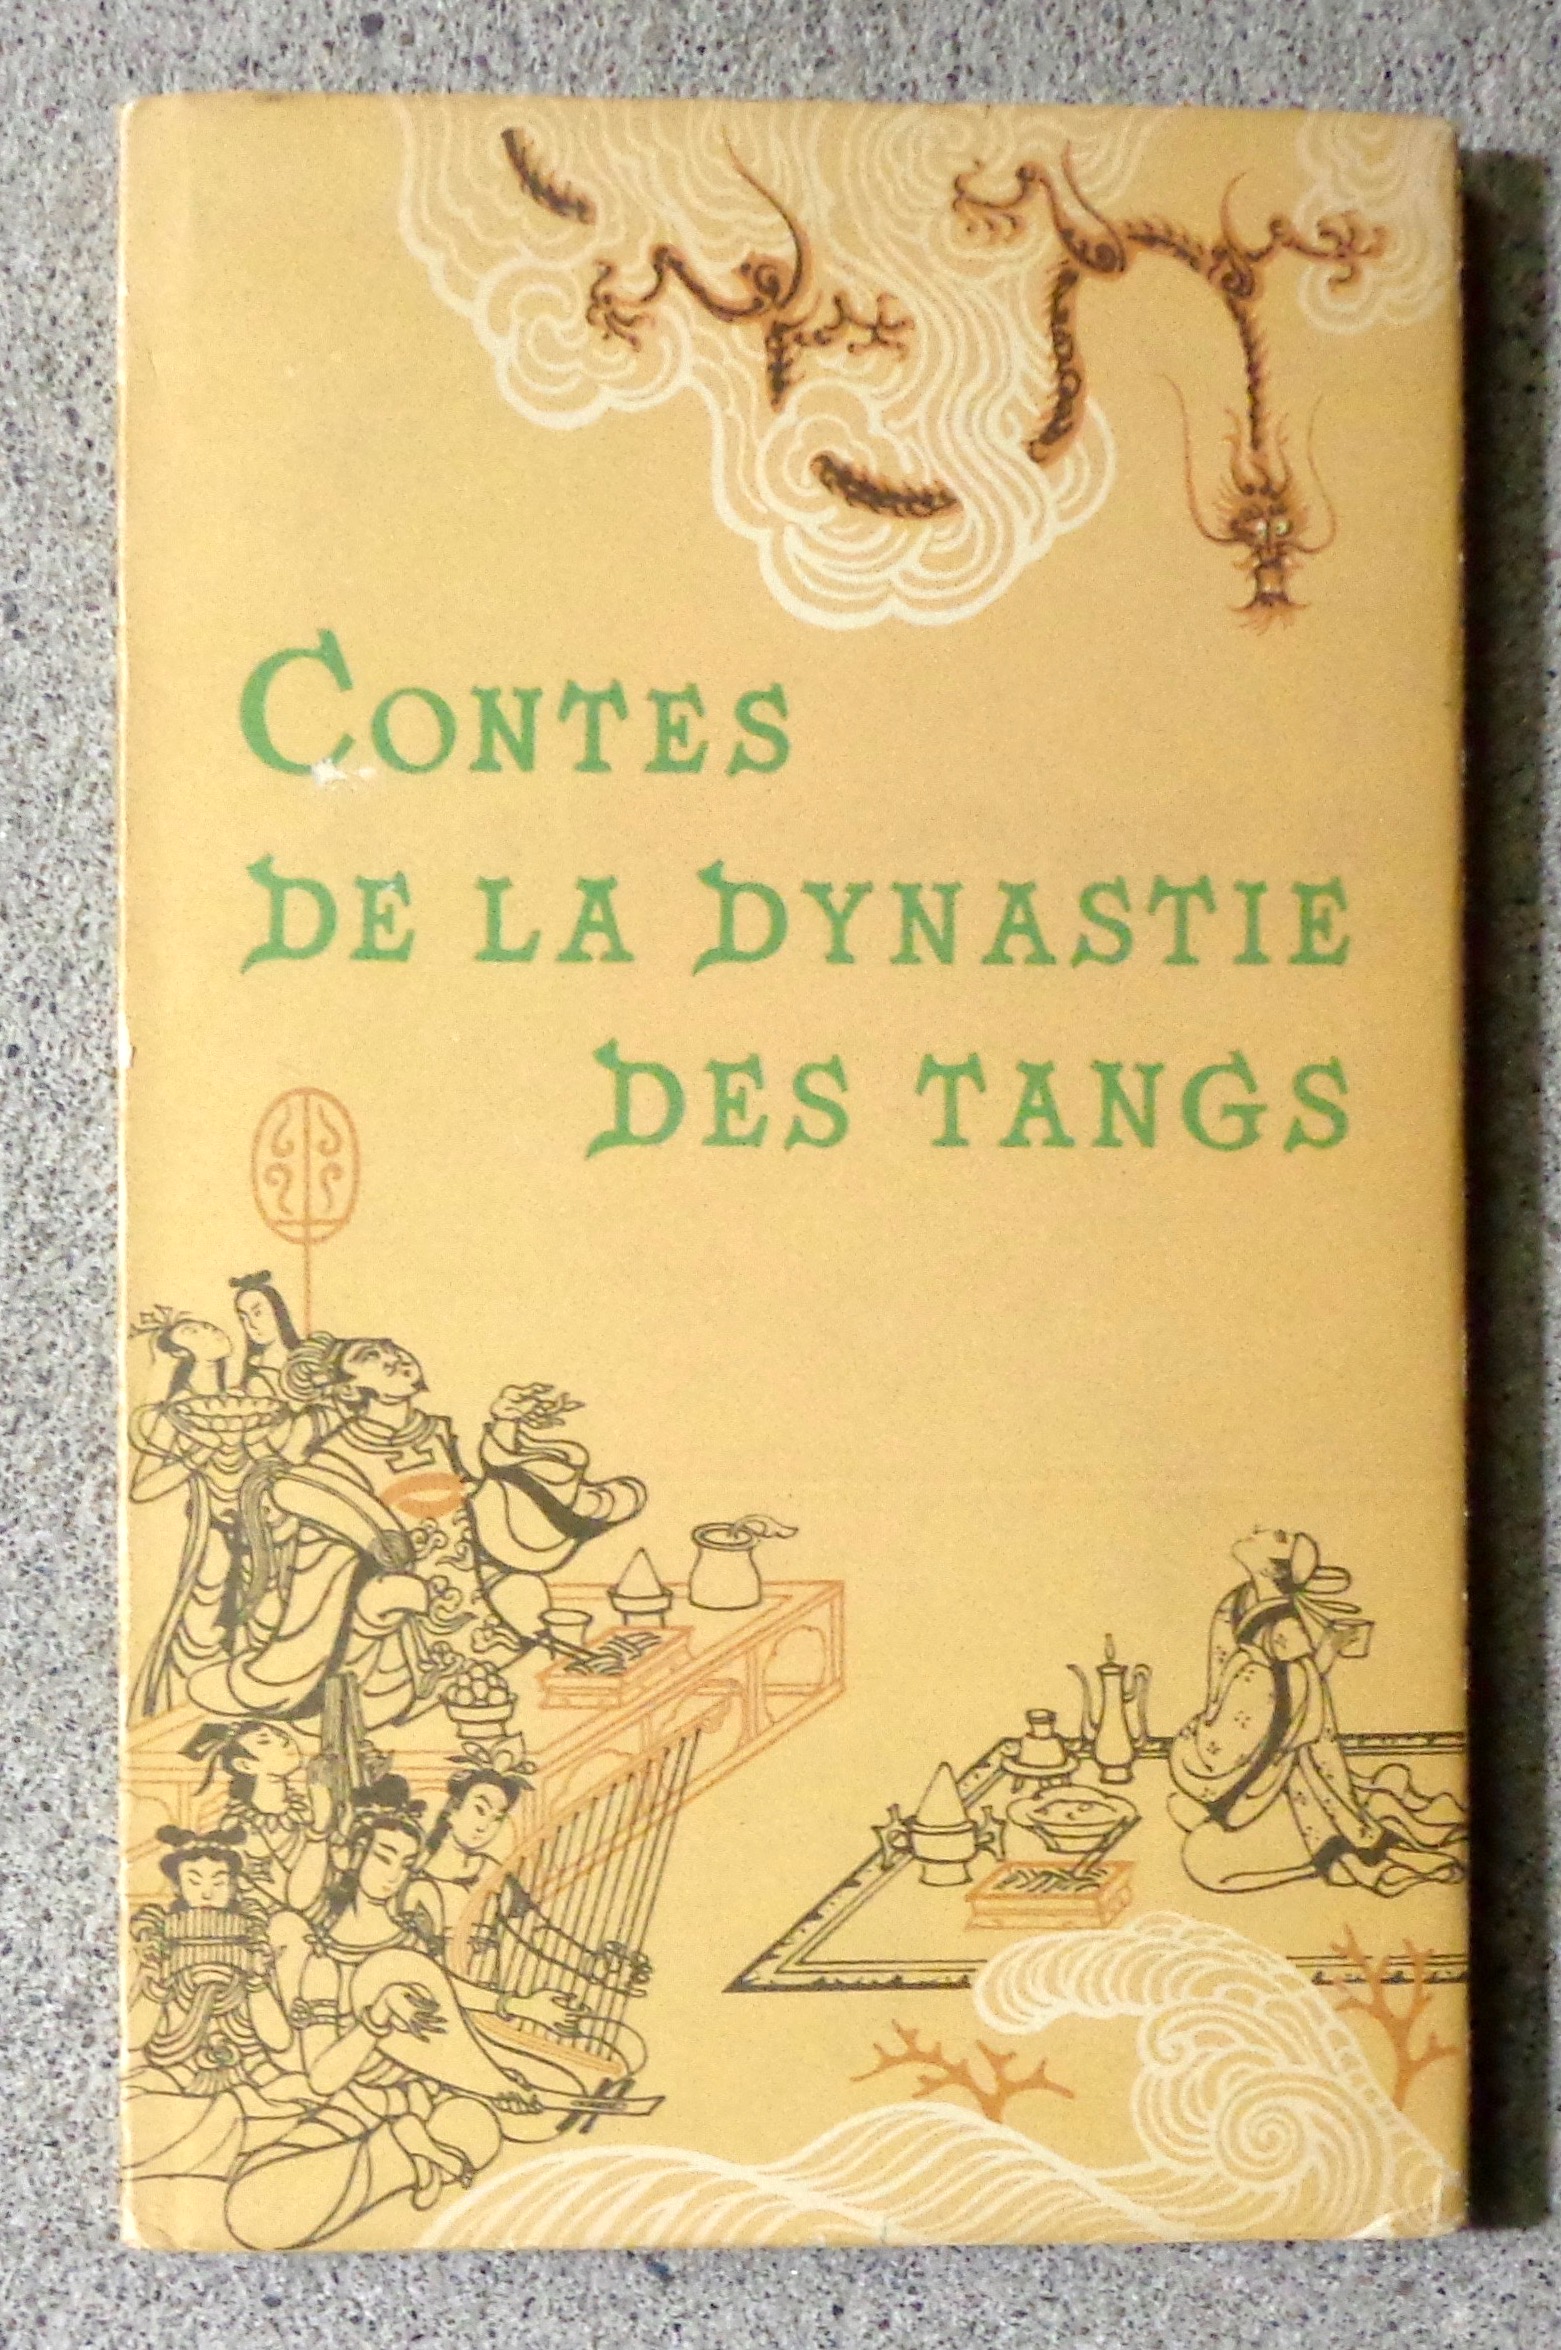 CONTES
DE LA DYNASTIE
DES TANGS